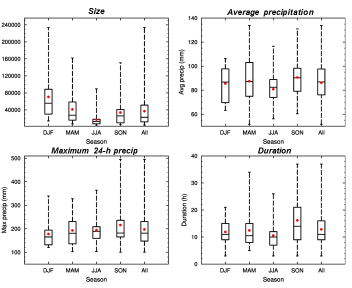 Size
240000
200000
160000
120000
80000
40000
DJF MAM JJA SON All
Season
Average precipitation
Avg precip (mm)
140
120
100
80
60
DJF MAM JJA SON All
Season
Maximum 24-h precip
Max precip (mm)
500
400
300
200
100
DJF MAM JJA SON All
Season
Duration
Duration (h)
40
30
20
10
0
DJF MAM JJA SON All
Season